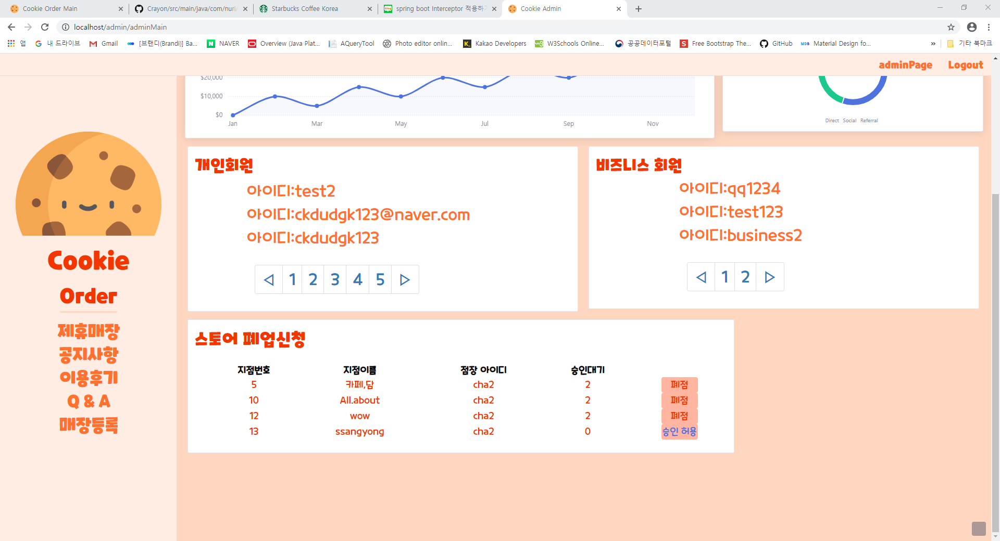 Cookie Order Main
Crayon/src/main/java/com/nuri/
Starbucks Coffee Korea
spring boot Interceptor 적용하기
Cookie Admin
localhost/admin/adminMain
앱
내 드라이브
Gmail
[브랜디(Brandi)] Ba...
NAVER
Overview (Java Plat...
AQueryTool
Photo editor onlin...
Kakao Developers
W3Schools Online...
공공데이터포털
Free Bootstrap The...
GitHub
Material Design fo...
»
기타 북마크
adminPage
Logout
$20,000
$10,000
$0
Jan Mar May Jul Sep Nov
Direct Social Referral
Cookie
Order
제휴매장
공지사항
이용후기
Q & A
매장등록
개인회원
아이디:test2
아이디:ckdudgk123@naver.com
아이디:ckdudgk123
◁ 1 2 3 4 5 ▷
비즈니스 회원
아이디:qq1234
아이디:test123
아이디:business2
◁ 1 2 ▷
스토어 폐업신청
지점번호 지점이름 점장 아이디 승인대기
5 카페,담 cha2 2 폐점
10 All.about cha2 2 폐점
12 wow cha2 2 폐점
13 ssangyong cha2 0 승인 허용